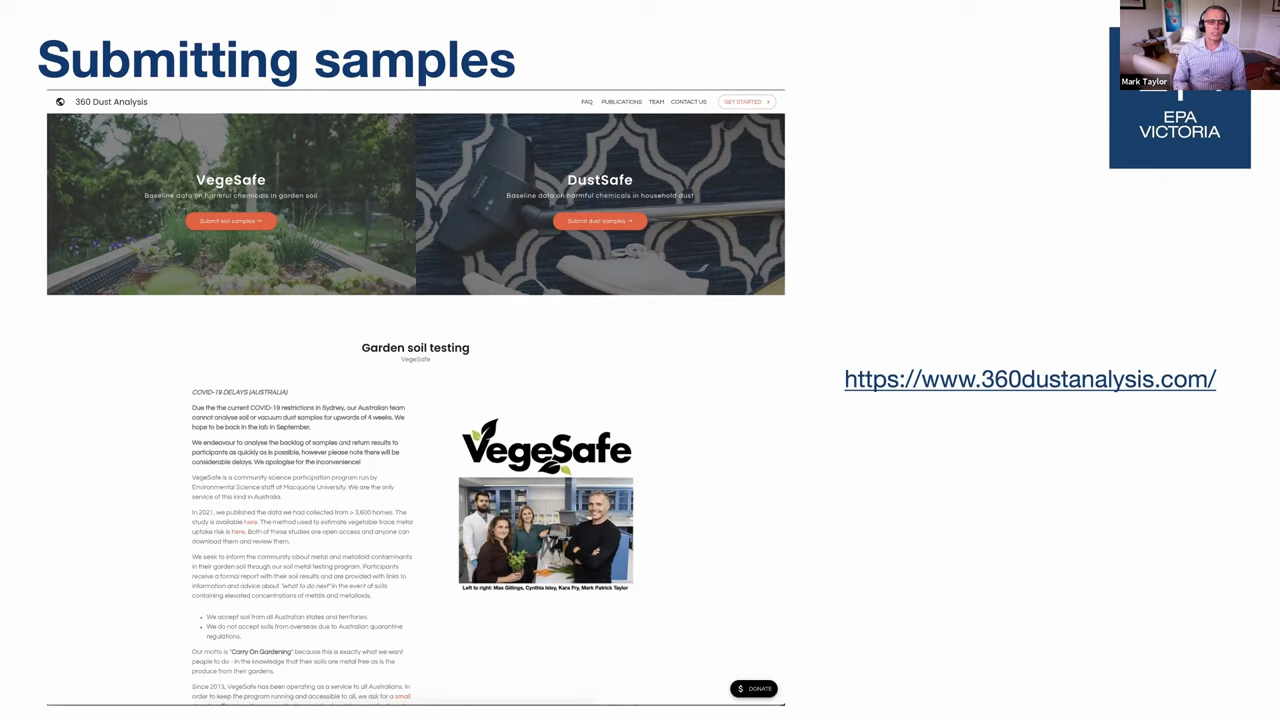 Submitting samples
Mark Taylor
EPA
VICTORIA
360 Dust Analysis
FAQ PUBLICATIONS TEAM CONTACT US GET STARTED >
VegeSafe
Baseline data on harmful chemicals in garden soil
Submit soil samples →
DustSafe
Baseline data on harmful chemicals in household dust
Submit dust samples →
Garden soil testing
VegeSafe
COVID-19 DELAYS (AUSTRALIA)
Due the the current COVID-19 restrictions in Sydney, our Australian team
cannot analyse soil or vacuum dust samples for upwards of 4 weeks. We
hope to be back in the lab in September.
We endeavour to analyse the backlog of samples and return results to
participants as quickly as is possible, however please note there will be
considerable delays. We apologise for the inconvenience!
VegeSafe is a community science participation program run by
Environmental Science staff of Macquarie University. We are the only
service of this kind in Australia.
In 2021, we published the data we had collected from > 3,600 homes. The
study is available here. The method used to estimate vegetable trace metal
uptake risk is here. Both of these studies are open access and anyone can
download them and review them.
We seek to inform the community about metal and metalloid contaminants
in their garden soil through our soil metal testing program. Participants
receive a formal report with their soil results and are provided with links to
information and advice about "what to do next" in the event of soils
containing elevated concentrations of metals and metalloids.
• We accept soil from all Australian states and territories.
• We do not accept soils from overseas due to Australian quarantine
regulations.
Our motto is "Carry On Gardening" because this is exactly what we want
people to do - in the knowledge that their soils are metal free as is the
produce from their gardens.
Since 2013, VegeSafe has been operating as a service to all Australians. In
order to keep the program running and accessible to all, we ask for a small
VegeSafe
Left to right: Max Gillings, Cynthia Isley, Kara Fry, Mark Patrick Taylor
$ DONATE
https://www.360dustanalysis.com/